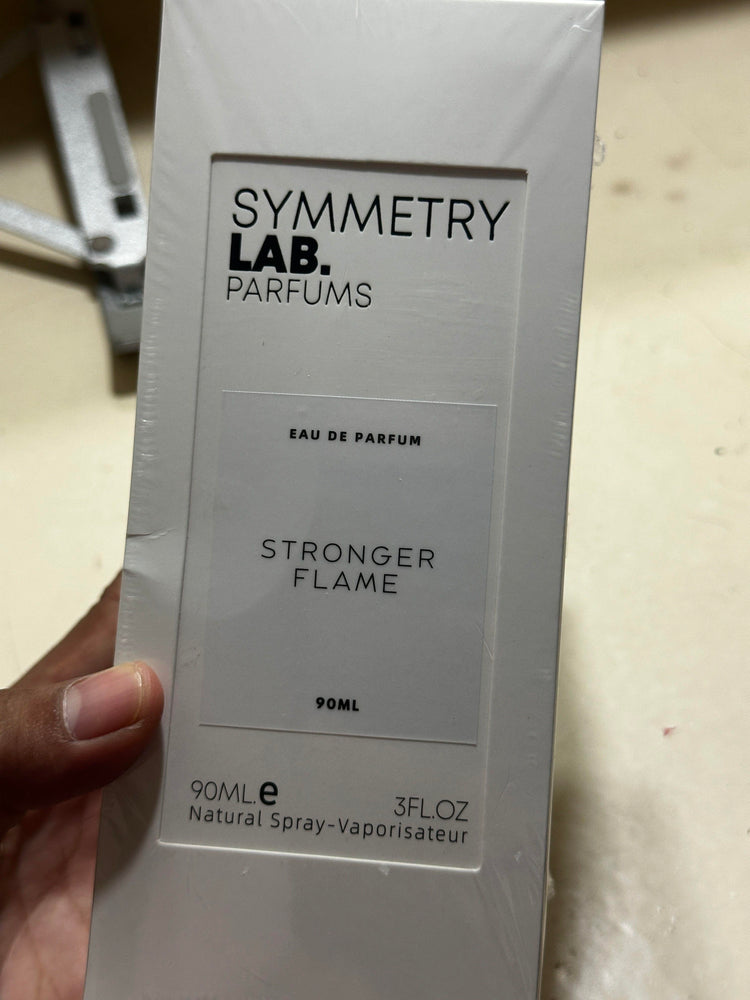 SYMMETRY
LAB.
PARFUMS
EAU DE PARFUM
STRONGER
FLAME
90ML
90ML.e 3FL.OZ
Natural Spray-Vaporisateur